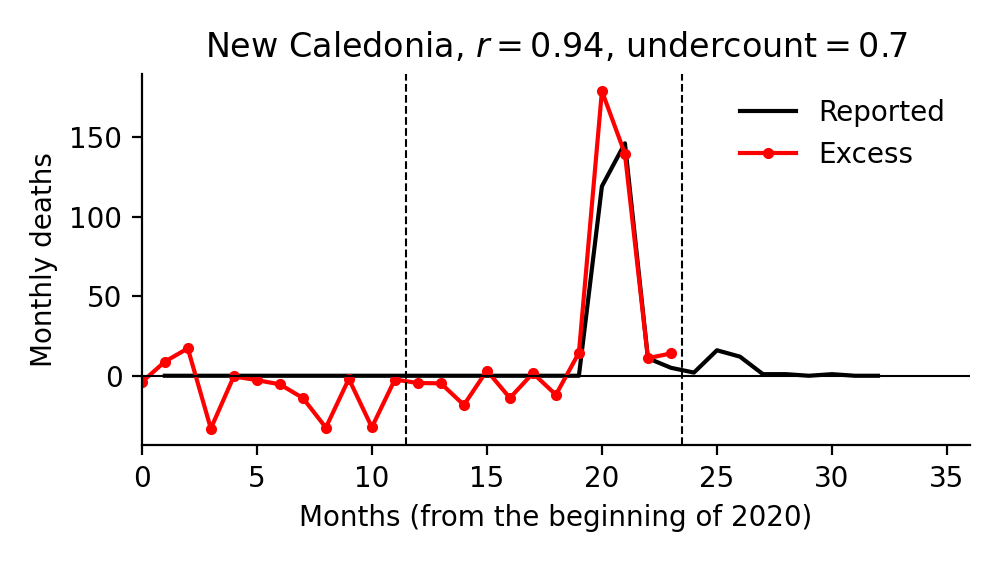 New Caledonia, r = 0.94, undercount = 0.7
Reported
Excess
Monthly deaths
150
100
50
0
0 5 10 15 20 25 30 35
Months (from the beginning of 2020)